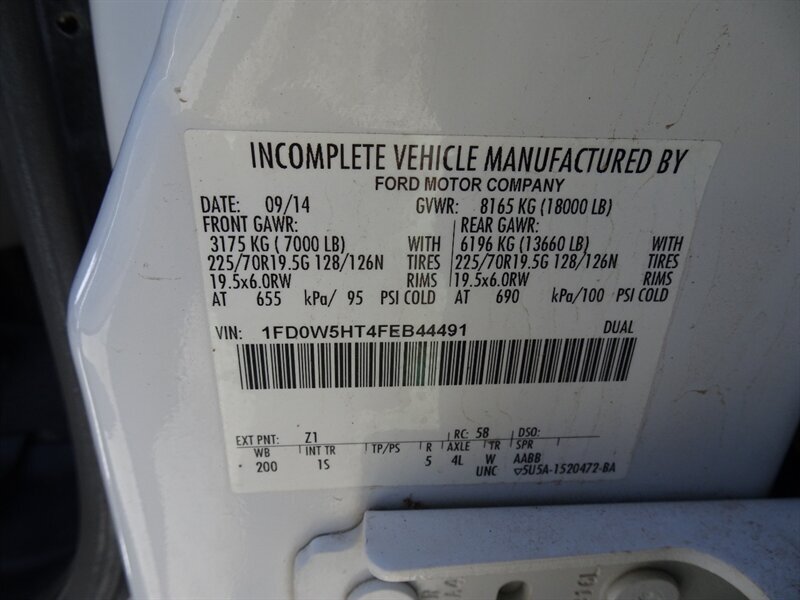 INCOMPLETE VEHICLE MANUFACTURED BY
FORD MOTOR COMPANY
DATE: 09/14 GVWR: 8165 KG (18000 LB)
FRONT GAWR: REAR GAWR:
3175 KG ( 7000 LB) WITH 6196 KG (13660 LB) WITH
225/70R19.5G 128/126N TIRES 225/70R19.5G 128/126N TIRES
19.5x6.0RW RIMS 19.5x6.0RW RIMS
AT 655 kPa/ 95 PSI COLD AT 690 kPa/100 PSI COLD
VIN: 1FD0W5HT4FEB44491 DUAL
EXT PNT: Z1 RC: 58 DSO:
WB INT TR TP/PS R AXLE TR SPR
200 1S 5 4L W AABB
UNC 5U5A-1520472-BA